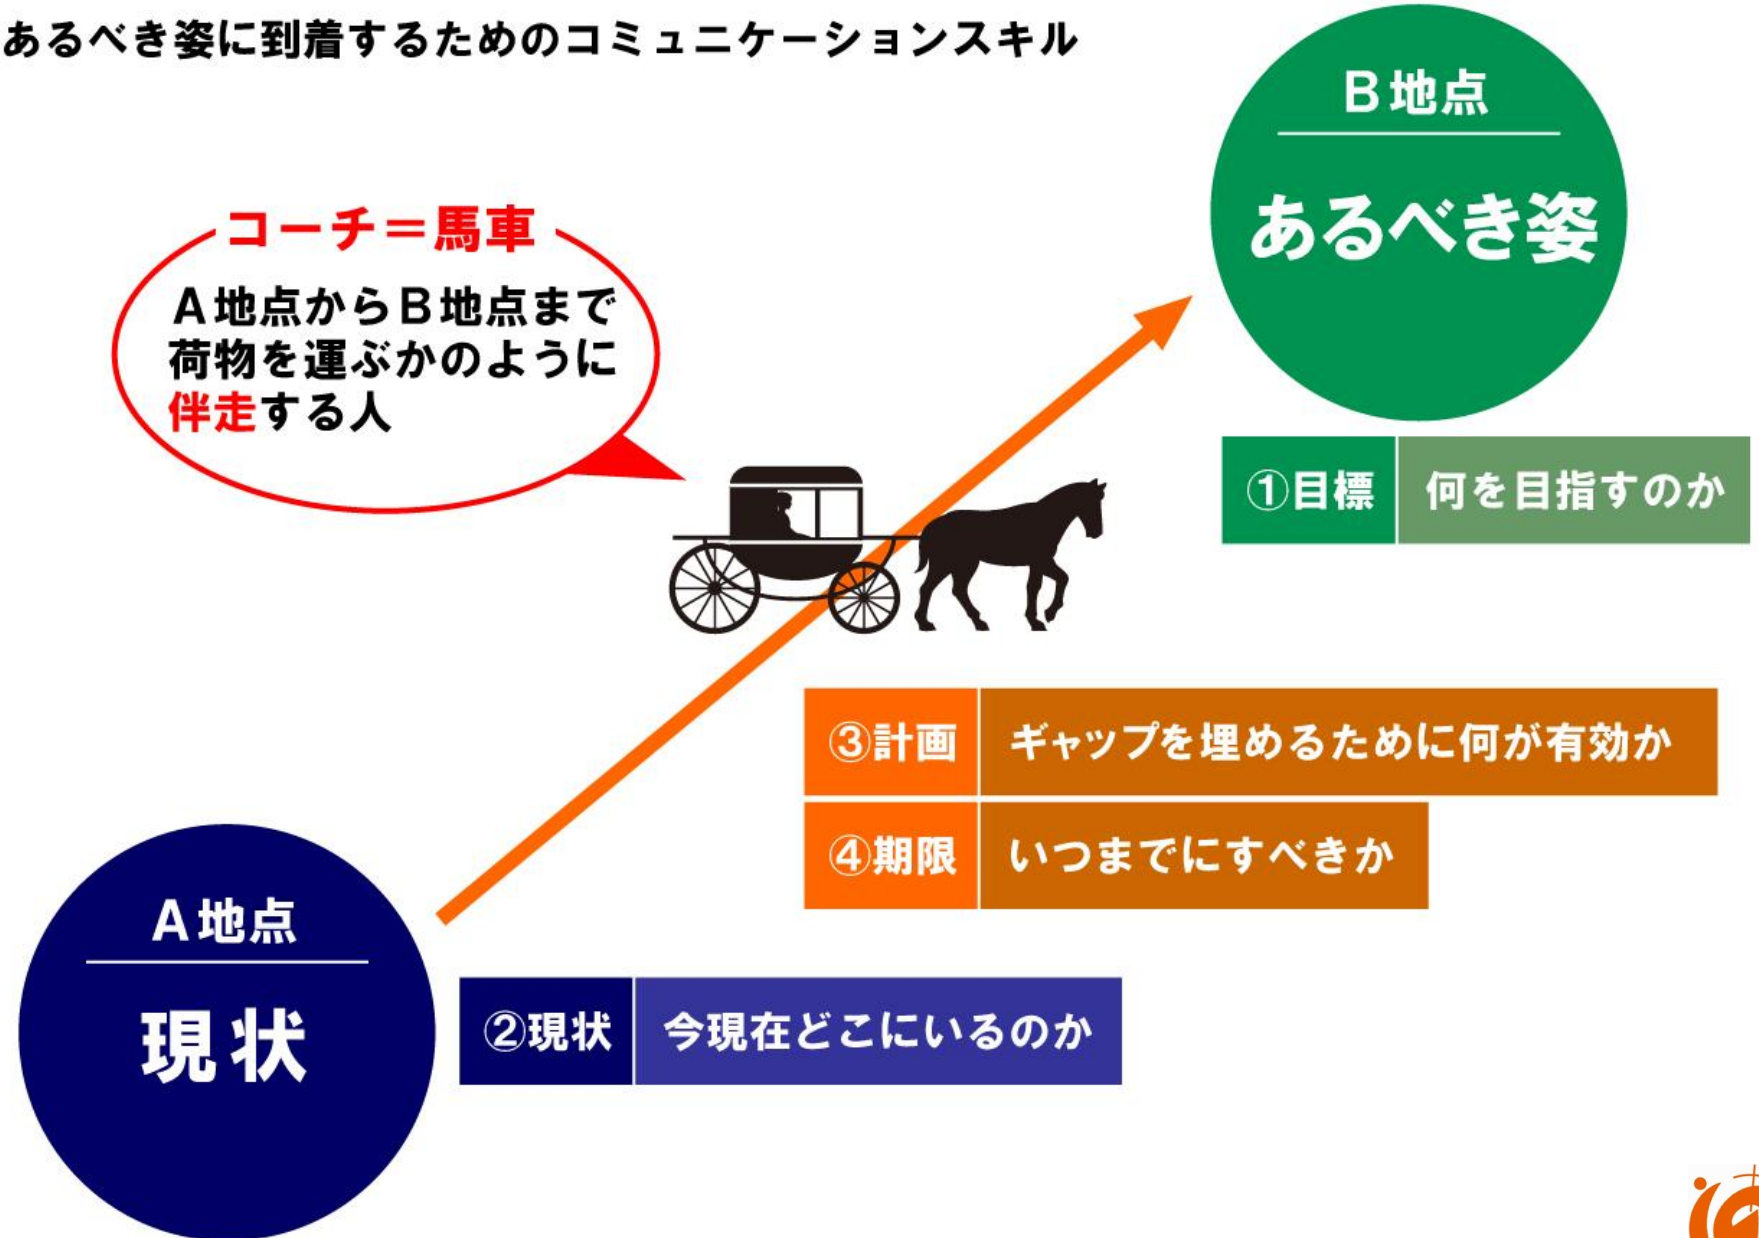 あるべき姿に到着するためのコミュニケーションスキル
B地点
あるべき姿
コーチ＝馬車
A地点からB地点まで
荷物を運ぶかのように
伴走する人
①目標 何を目指すのか
③計画 ギャップを埋めるために何が有効か
④期限 いつまでにすべきか
A地点
現状
②現状 今現在どこにいるのか